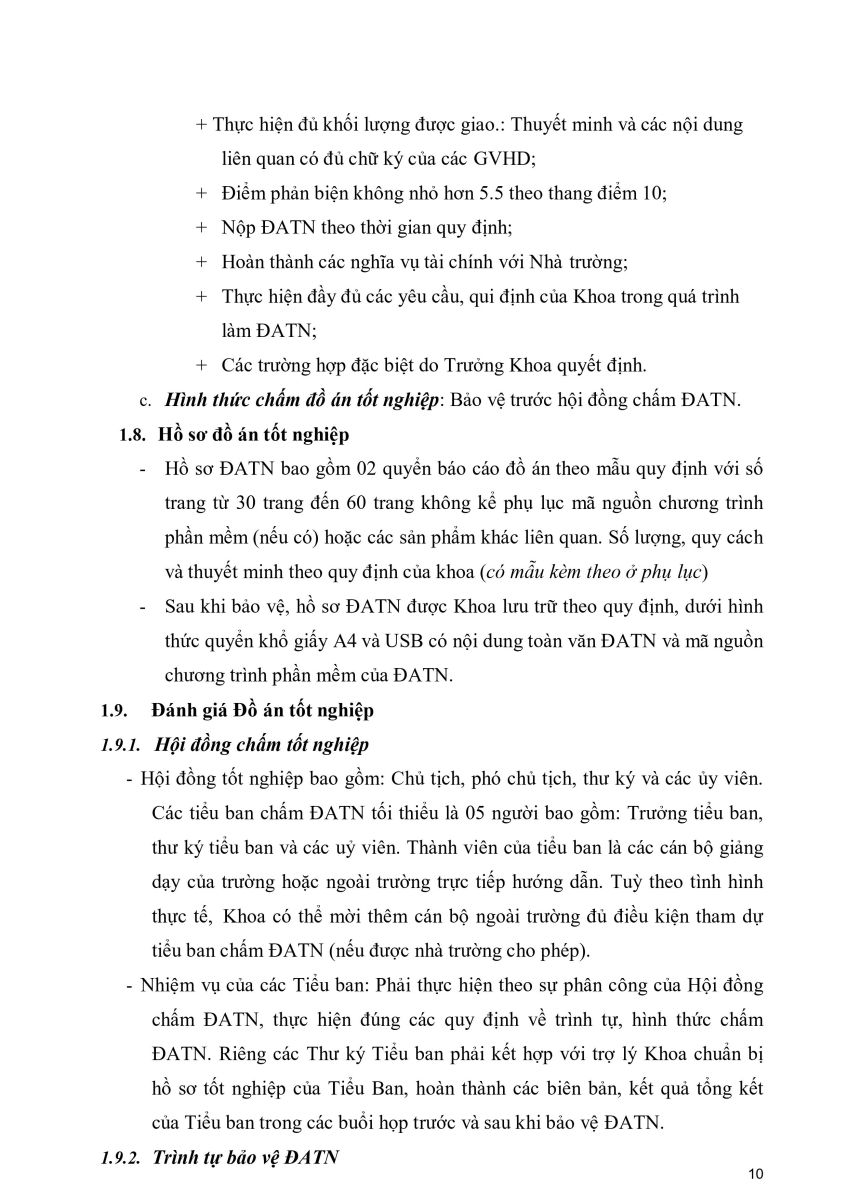 + Thực hiện đủ khối lượng được giao.: Thuyết minh và các nội dung
liên quan có đủ chữ ký của các GVHD;
+ Điểm phản biện không nhỏ hơn 5.5 theo thang điểm 10;
+ Nộp ĐATN theo thời gian quy định;
+ Hoàn thành các nghĩa vụ tài chính với Nhà trường;
+ Thực hiện đầy đủ các yêu cầu, qui định của Khoa trong quá trình
làm ĐATN;
+ Các trường hợp đặc biệt do Trưởng Khoa quyết định.
c. Hình thức chấm đồ án tốt nghiệp: Bảo vệ trước hội đồng chấm ĐATN.
1.8. Hồ sơ đồ án tốt nghiệp
- Hồ sơ ĐATN bao gồm 02 quyển báo cáo đồ án theo mẫu quy định với số
trang từ 30 trang đến 60 trang không kể phụ lục mã nguồn chương trình
phần mềm (nếu có) hoặc các sản phẩm khác liên quan. Số lượng, quy cách
và thuyết minh theo quy định của khoa (có mẫu kèm theo ở phụ lục)
- Sau khi bảo vệ, hồ sơ ĐATN được Khoa lưu trữ theo quy định, dưới hình
thức quyển khổ giấy A4 và USB có nội dung toàn văn ĐATN và mã nguồn
chương trình phần mềm của ĐATN.
1.9. Đánh giá Đồ án tốt nghiệp
1.9.1. Hội đồng chấm tốt nghiệp
- Hội đồng tốt nghiệp bao gồm: Chủ tịch, phó chủ tịch, thư ký và các ủy viên.
Các tiểu ban chấm ĐATN tối thiểu là 05 người bao gồm: Trưởng tiểu ban,
thư ký tiểu ban và các uỷ viên. Thành viên của tiểu ban là các cán bộ giảng
dạy của trường hoặc ngoài trường trực tiếp hướng dẫn. Tuỳ theo tình hình
thực tế, Khoa có thể mời thêm cán bộ ngoài trường đủ điều kiện tham dự
tiểu ban chấm ĐATN (nếu được nhà trường cho phép).
- Nhiệm vụ của các Tiểu ban: Phải thực hiện theo sự phân công của Hội đồng
chấm ĐATN, thực hiện đúng các quy định về trình tự, hình thức chấm
ĐATN. Riêng các Thư ký Tiểu ban phải kết hợp với trợ lý Khoa chuẩn bị
hồ sơ tốt nghiệp của Tiểu Ban, hoàn thành các biên bản, kết quả tổng kết
của Tiểu ban trong các buổi họp trước và sau khi bảo vệ ĐATN.
1.9.2. Trình tự bảo vệ ĐATN
10